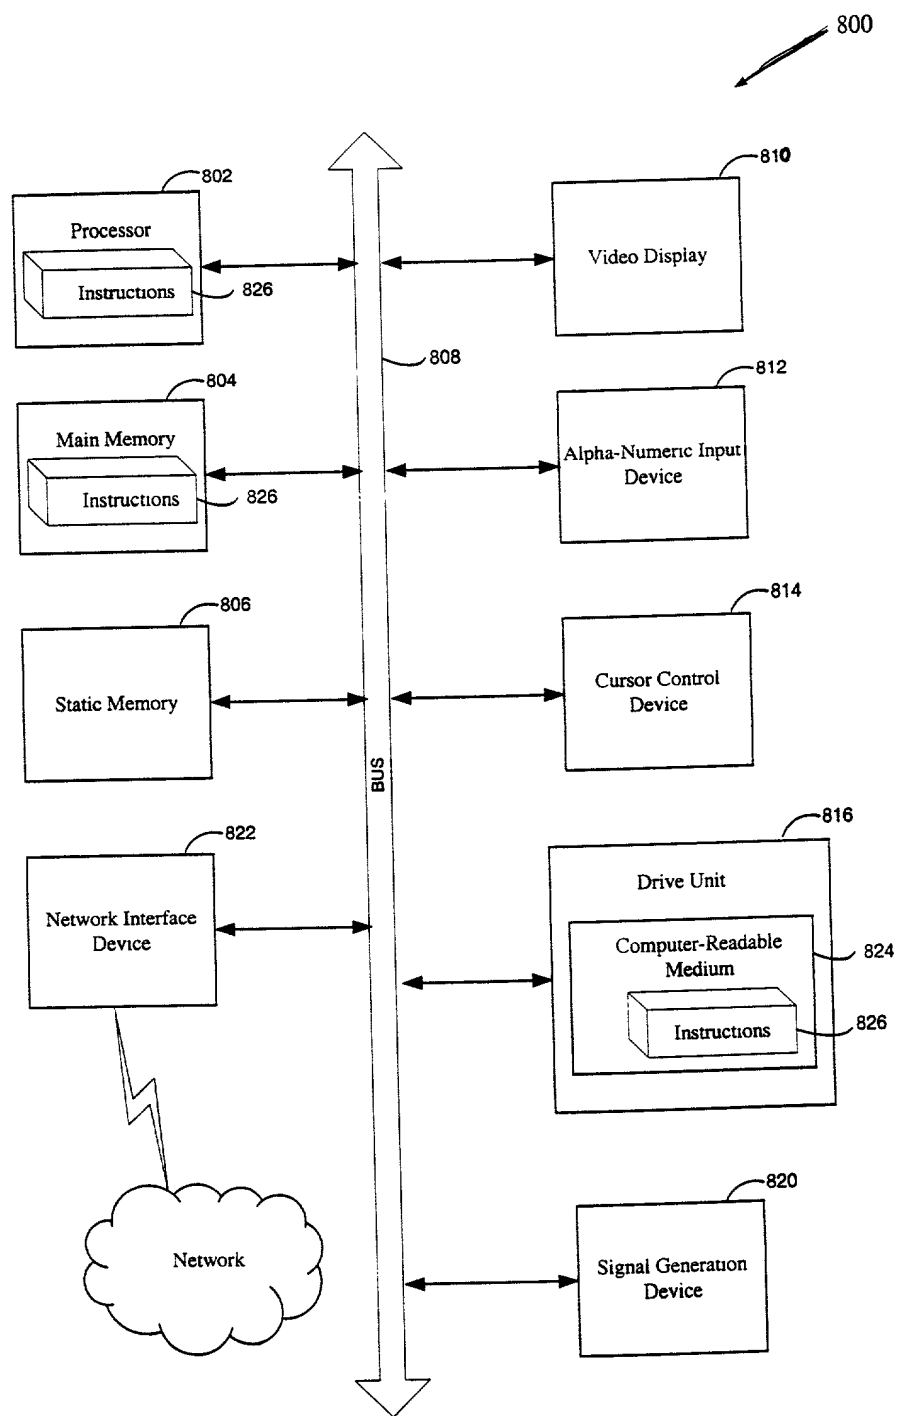 800
802
Processor
Instructions
826
804
Main Memory
Instructions
826
806
Static Memory
822
Network Interface
Device
Network
808
BUS
810
Video Display
812
Alpha-Numeric Input
Device
814
Cursor Control
Device
816
Drive Unit
Computer-Readable
Medium
824
Instructions
826
820
Signal Generation
Device